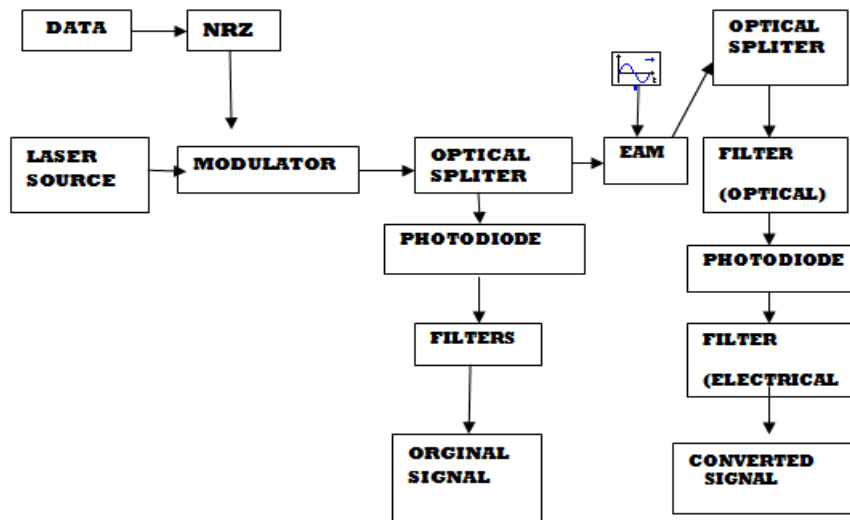 DATA
NRZ
OPTICAL
SPLITER
t
LASER
SOURCE
MODULATOR
OPTICAL
SPLITER
EAM
FILTER
(OPTICAL)
PHOTODIODE
PHOTODIODE
FILTERS
FILTER
(ELECTRICAL
ORGINAL
SIGNAL
CONVERTED
SIGNAL